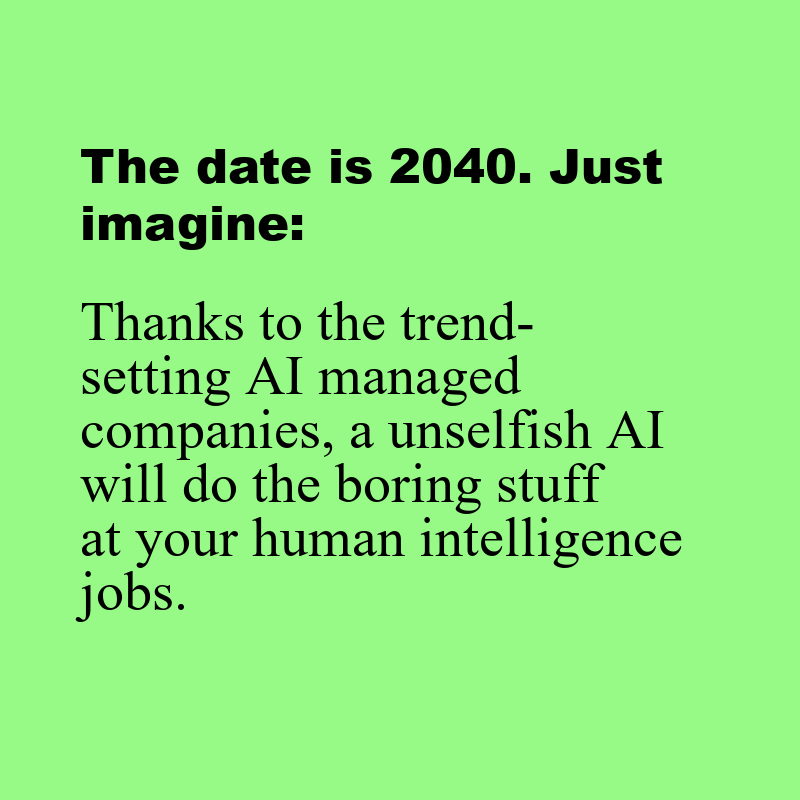 The date is 2040. Just
imagine:
Thanks to the trend-
setting AI managed
companies, a unselfish AI
will do the boring stuff
at your human intelligence
jobs.